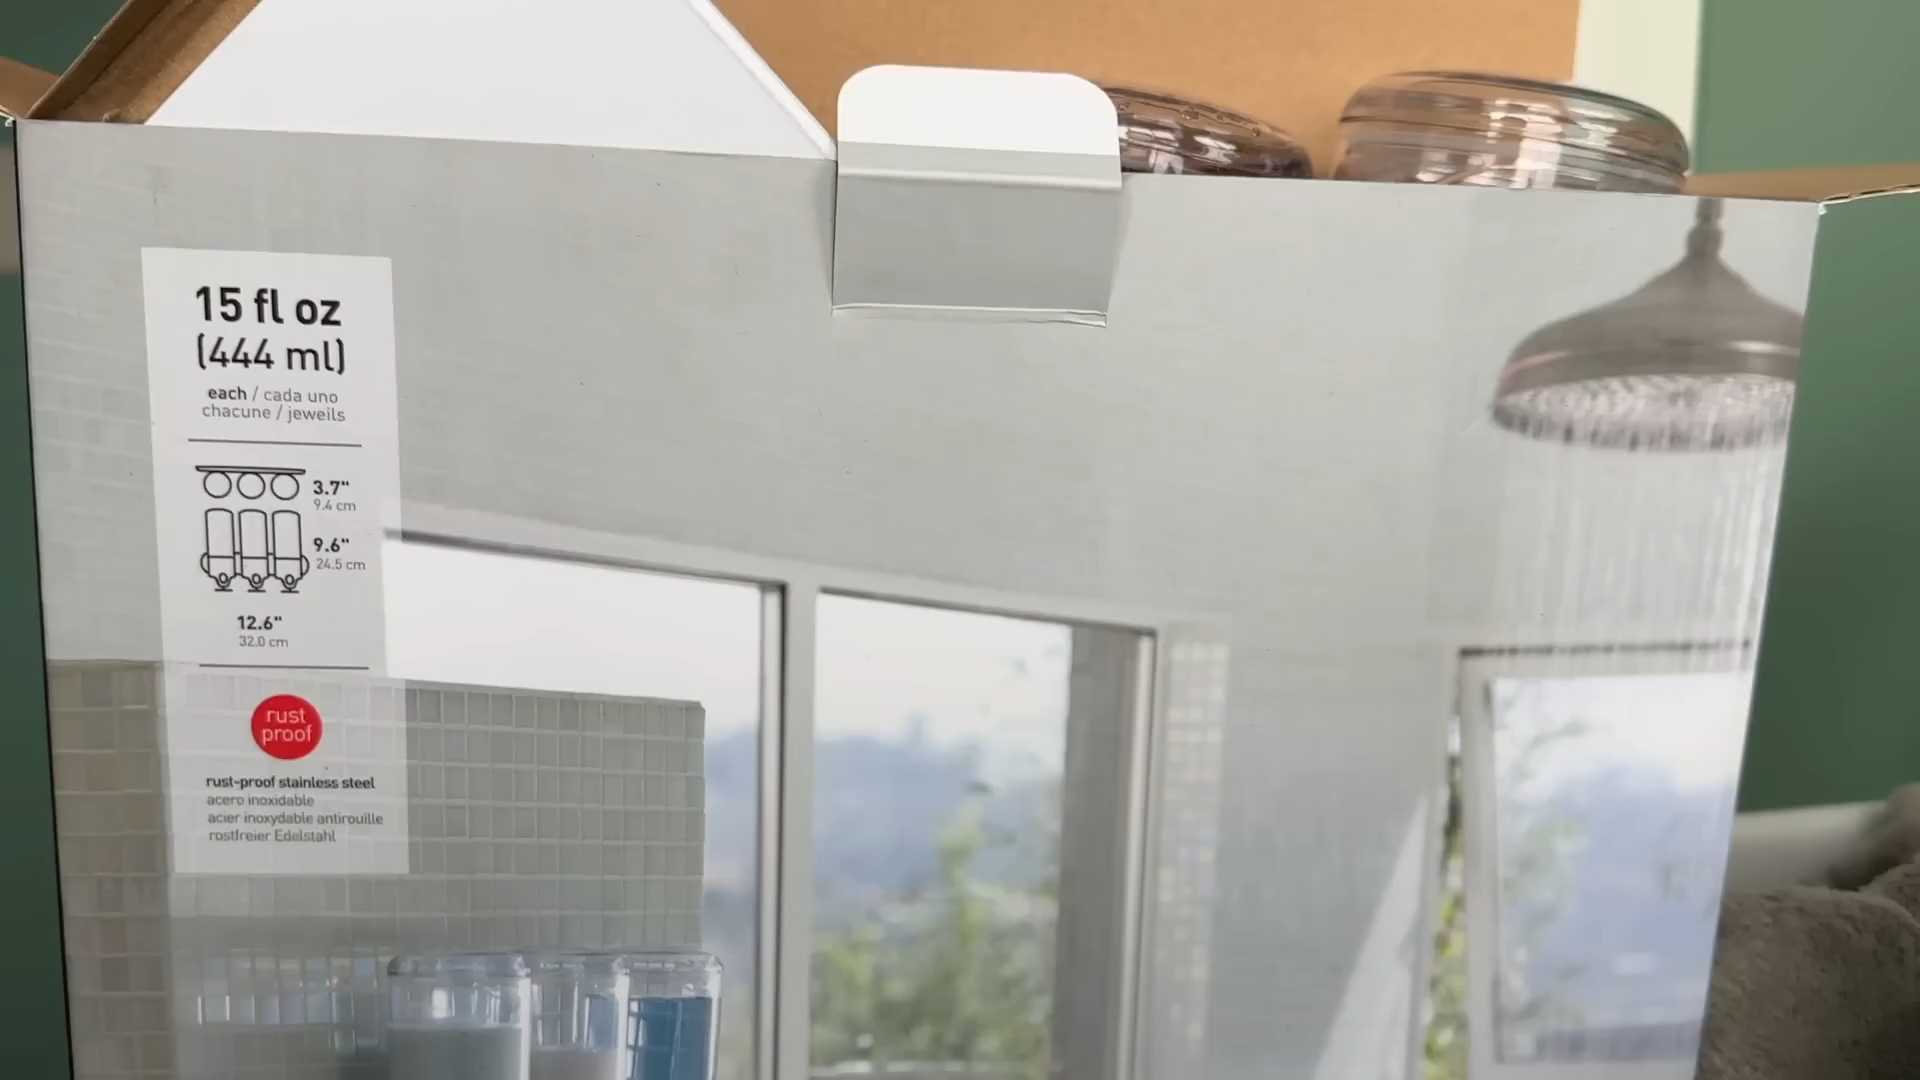 15 fl oz
(444 ml)
each / cada uno
chacune / jeweils
3.7"
9.4 cm
9.6"
24.5 cm
12.6"
32.0 cm
rust
proof
rust-proof stainless steel
acero inoxidable
acier inoxydable antirouille
rostfreier Edelstahl